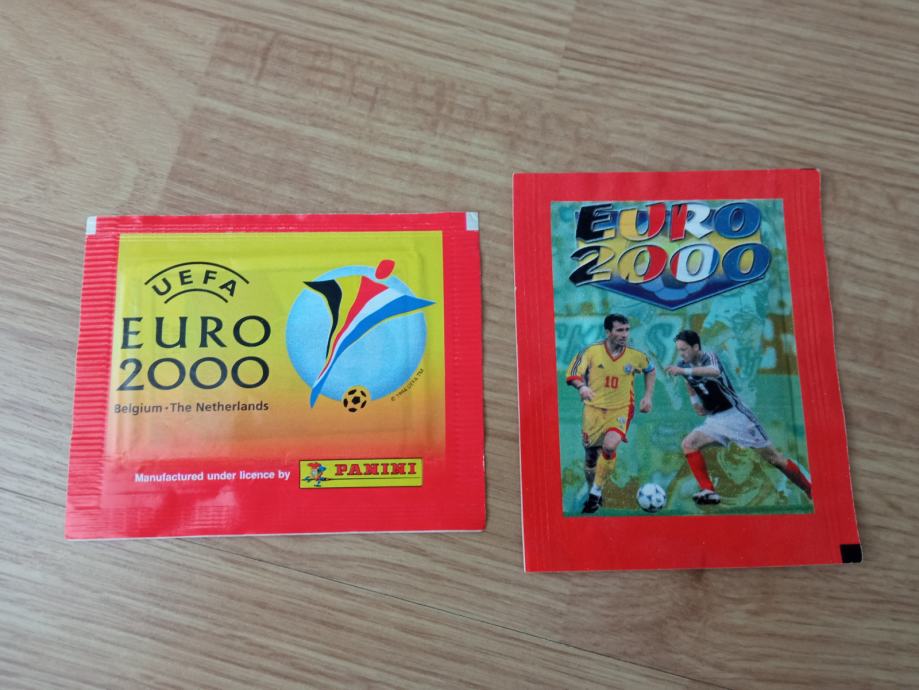 UEFA
EURO
2000
Belgium • The Netherlands
Manufactured under licence by
PANINI
EURO
2000
10